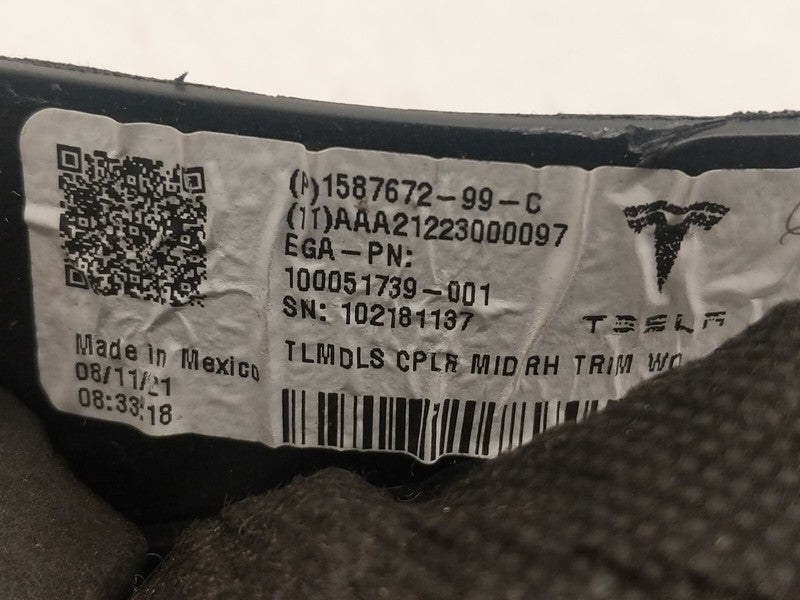 (P)1587672-99-C
(1T)AAA21223000097
EGA-PN:
100051739-001
SN: 102181137
TLMDLS CPLR MID RH TRIM
Made in Mexico
08/11/21
08:33:18
TESLA